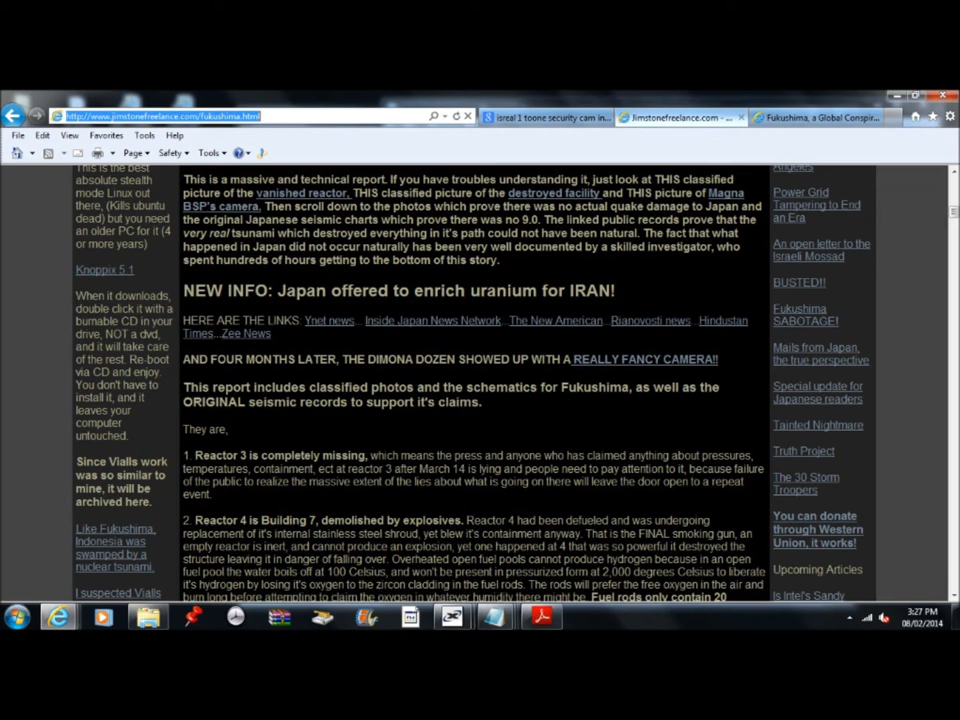 http://www.jimstonefreelance.com/fukushima.html
isreal 1 toone security cam in...
Jimstonefreelance.com - ...
Fukushima, a Global Conspir...
File Edit View Favorites Tools Help
Page Safety Tools
This is the best
absolute stealth
mode Linux out
there, (Kills ubuntu
dead) but you need
an older PC for it (4
or more years)
Knoppix 5.1
When it downloads,
double click it with a
burnable CD in your
drive, NOT a dvd,
and it will take care
of the rest. Re-boot
via CD and enjoy.
You don't have to
install it, and it
leaves your
computer
untouched.
Since Vialls work
was so similar to
mine, it will be
archived here.
Like Fukushima,
Indonesia was
swamped by a
nuclear tsunami.
I suspected Vialls
This is a massive and technical report. If you have troubles understanding it, just look at THIS classified
picture of the vanished reactor, THIS classified picture of the destroyed facility and THIS picture of Magna
BSP's camera. Then scroll down to the photos which prove there was no actual quake damage to Japan and
the original Japanese seismic charts which prove there was no 9.0. The linked public records prove that the
very real tsunami which destroyed everything in it's path could not have been natural. The fact that what
happened in Japan did not occur naturally has been very well documented by a skilled investigator, who
spent hundreds of hours getting to the bottom of this story.
NEW INFO: Japan offered to enrich uranium for IRAN!
HERE ARE THE LINKS: Ynet news... Inside Japan News Network.. The New American.. Rianovosti news.. Hindustan
Times...Zee News
AND FOUR MONTHS LATER, THE DIMONA DOZEN SHOWED UP WITH A REALLY FANCY CAMERA!!
This report includes classified photos and the schematics for Fukushima, as well as the
ORIGINAL seismic records to support it's claims.
They are,
1. Reactor 3 is completely missing, which means the press and anyone who has claimed anything about pressures,
temperatures, containment, ect at reactor 3 after March 14 is lying and people need to pay attention to it, because failure
of the public to realize the massive extent of the lies about what is going on there will leave the door open to a repeat
event.
2. Reactor 4 is Building 7, demolished by explosives. Reactor 4 had been defueled and was undergoing
replacement of it's internal stainless steel shroud, yet blew it's containment anyway. That is the FINAL smoking gun, an
empty reactor is inert, and cannot produce an explosion, yet one happened at 4 that was so powerful it destroyed the
structure leaving it in danger of falling over. Overheated open fuel pools cannot produce hydrogen because in an open
fuel pool the water boils off at 100 Celsius, and won't be present in pressurized form at 2,000 degrees Celsius to liberate
it's hydrogen by losing it's oxygen to the zircon cladding in the fuel rods. The rods will prefer the free oxygen in the air and
burn long before attempting to claim the oxygen in whatever humidity there might be. Fuel rods only contain 20
Angeles
Power Grid
Tampering to End
an Era
An open letter to the
Israeli Mossad
BUSTED!!
Fukushima
SABOTAGE!
Mails from Japan,
the true perspective
Special update for
Japanese readers
Tainted Nightmare
Truth Project
The 30 Storm
Troopers
You can donate
through Western
Union, it works!
Upcoming Articles
Is Intel's Sandy
3:27 PM
08/02/2014